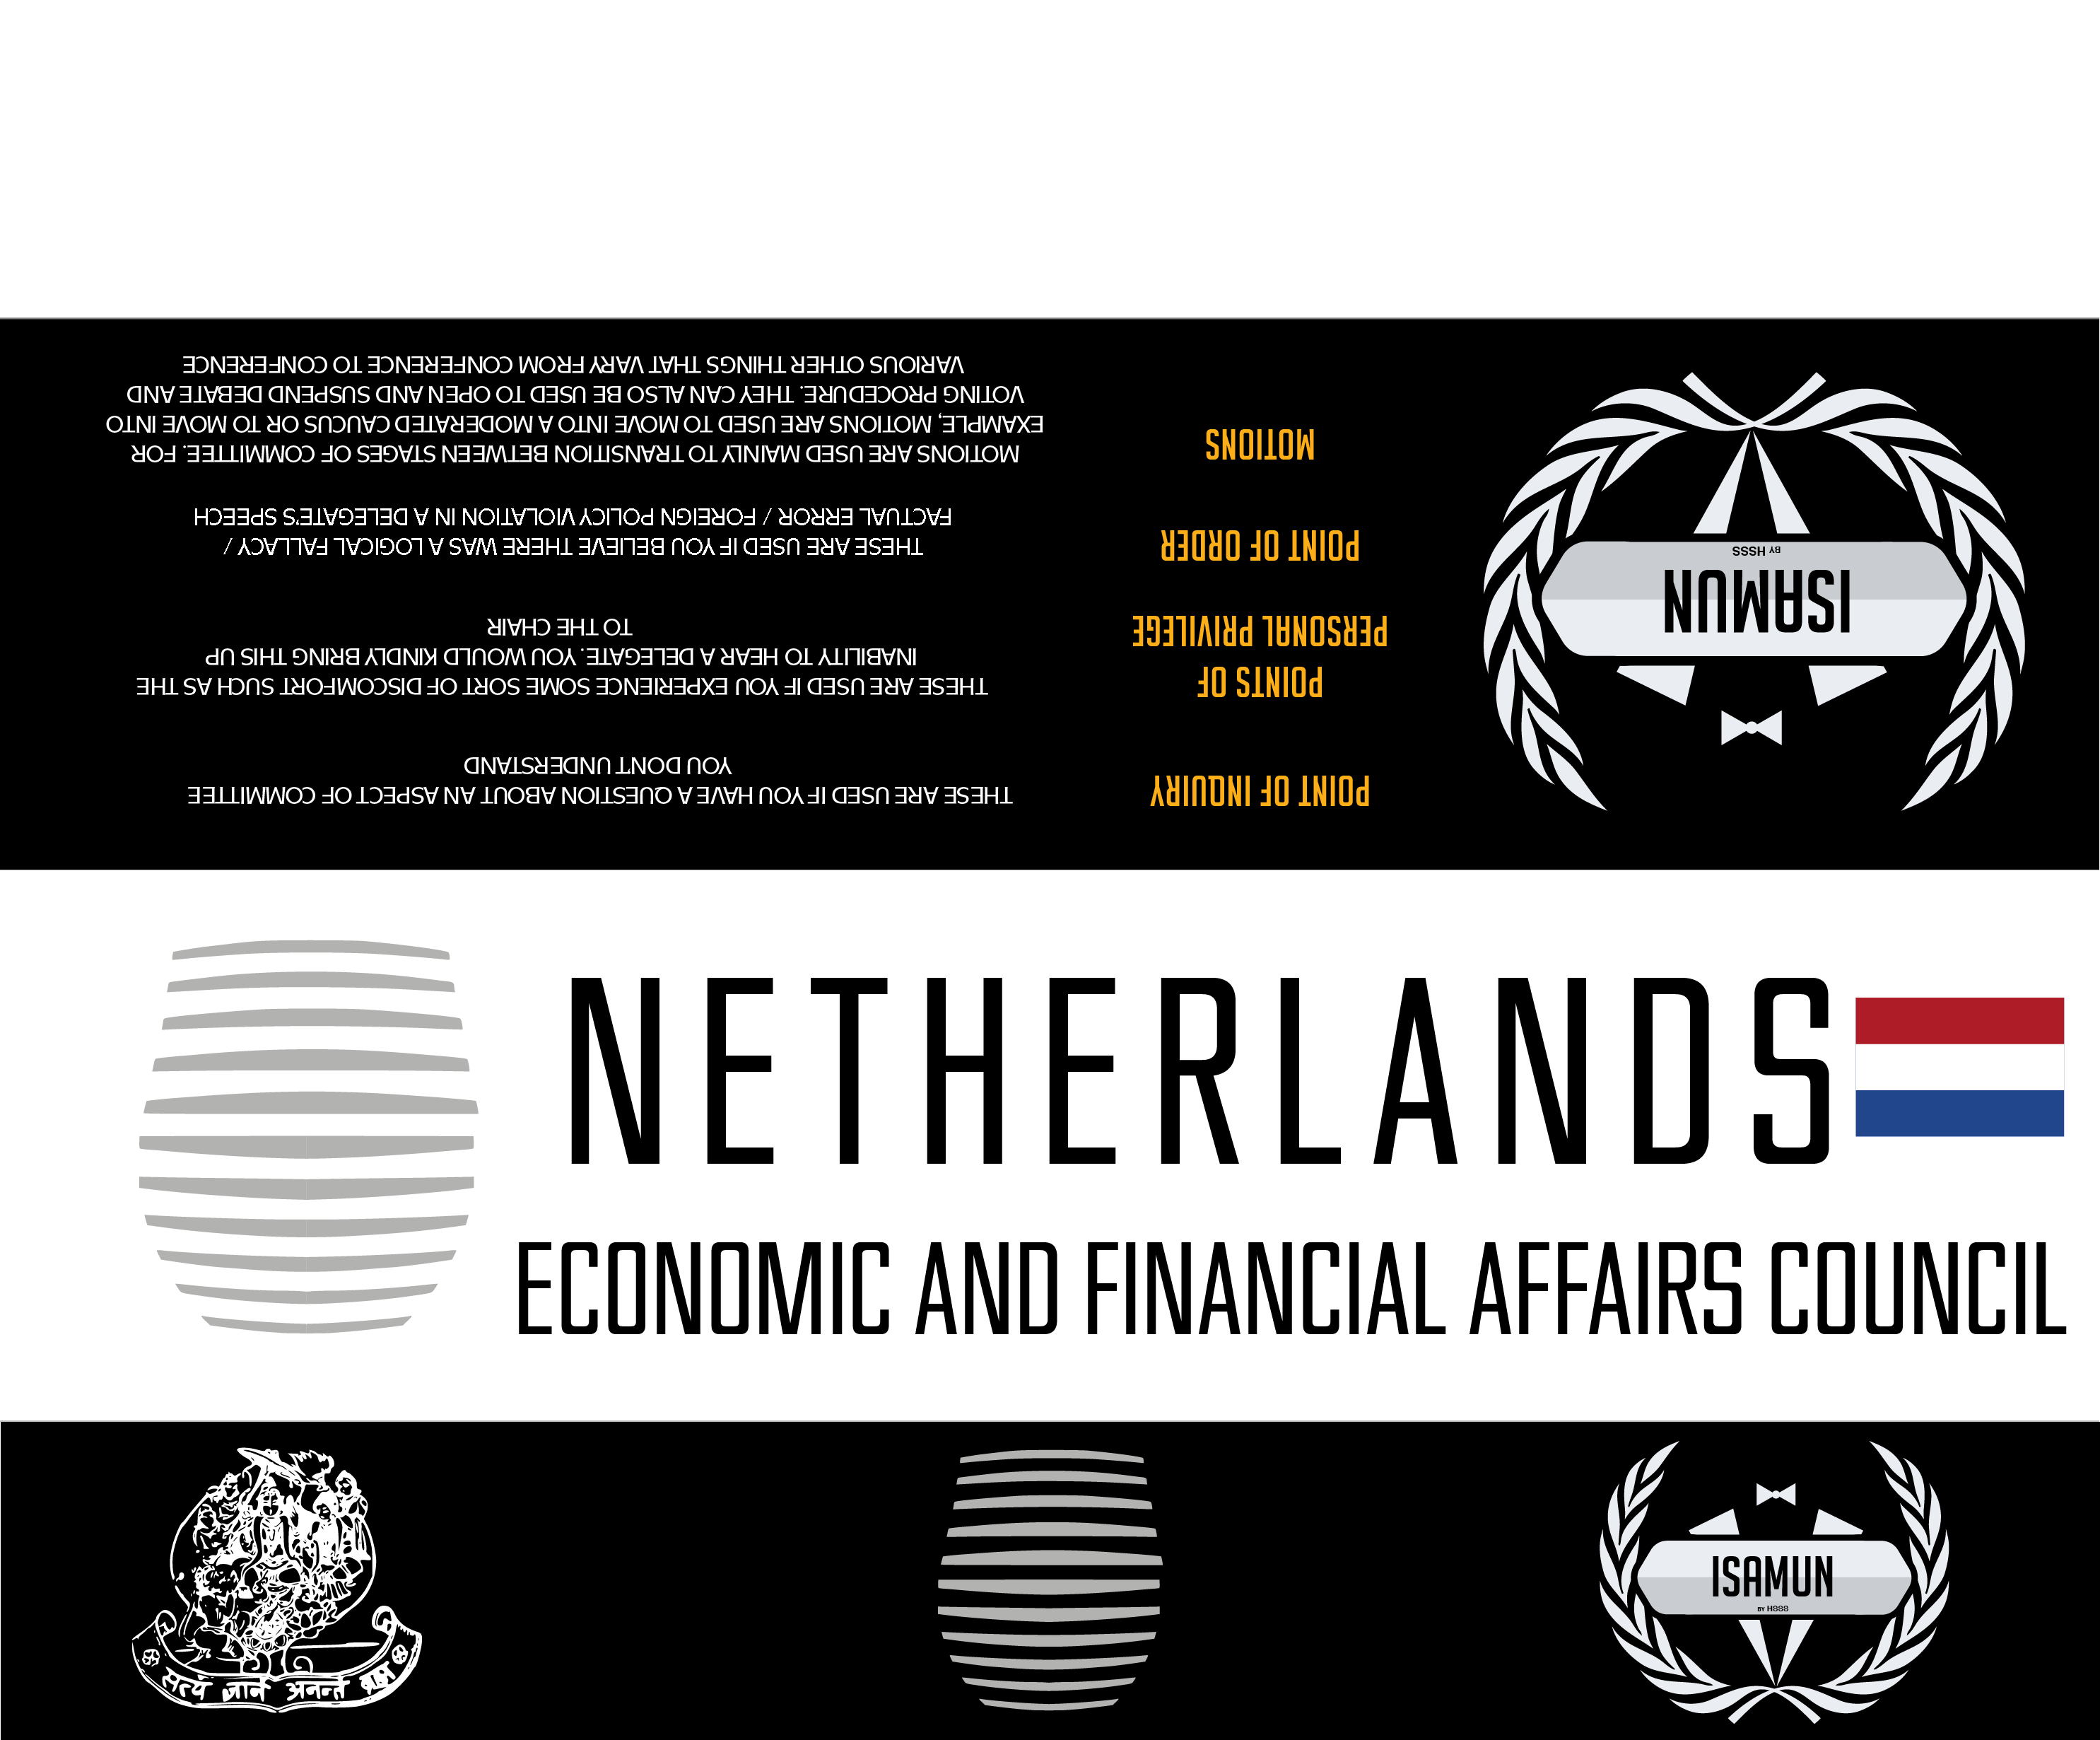 ISAMUN
BY HSSS
POINT OF INQUIRY
THESE ARE USED IF YOU HAVE A QUESTION ABOUT AN ASPECT OF COMMITTEE
YOU DON'T UNDERSTAND
POINTS OF
PERSONAL PRIVILEGE
THESE ARE USED IF YOU EXPERIENCE SOME SORT OF DISCOMFORT SUCH AS THE
INABILITY TO HEAR A DELEGATE. YOU WOULD KINDLY BRING THIS UP
TO THE CHAIR
POINT OF ORDER
THESE ARE USED IF YOU BELIEVE THERE WAS A LOGICAL FALLACY /
FACTUAL ERROR / FOREIGN POLICY VIOLATION IN A DELEGATE'S SPEECH
MOTIONS
MOTIONS ARE USED MAINLY TO TRANSITION BETWEEN STAGES OF COMMITTEE. FOR
EXAMPLE, MOTIONS ARE USED TO MOVE INTO A MODERATED CAUCUS OR TO MOVE INTO
VOTING PROCEDURE. THEY CAN ALSO BE USED TO OPEN AND SUSPEND DEBATE AND
VARIOUS OTHER THINGS THAT VARY FROM CONFERENCE TO CONFERENCE
NETHERLANDS
ECONOMIC AND FINANCIAL AFFAIRS COUNCIL
सत्यं ज्ञानं अनन्तं ब्रह्म
ISAMUN
BY HSSS